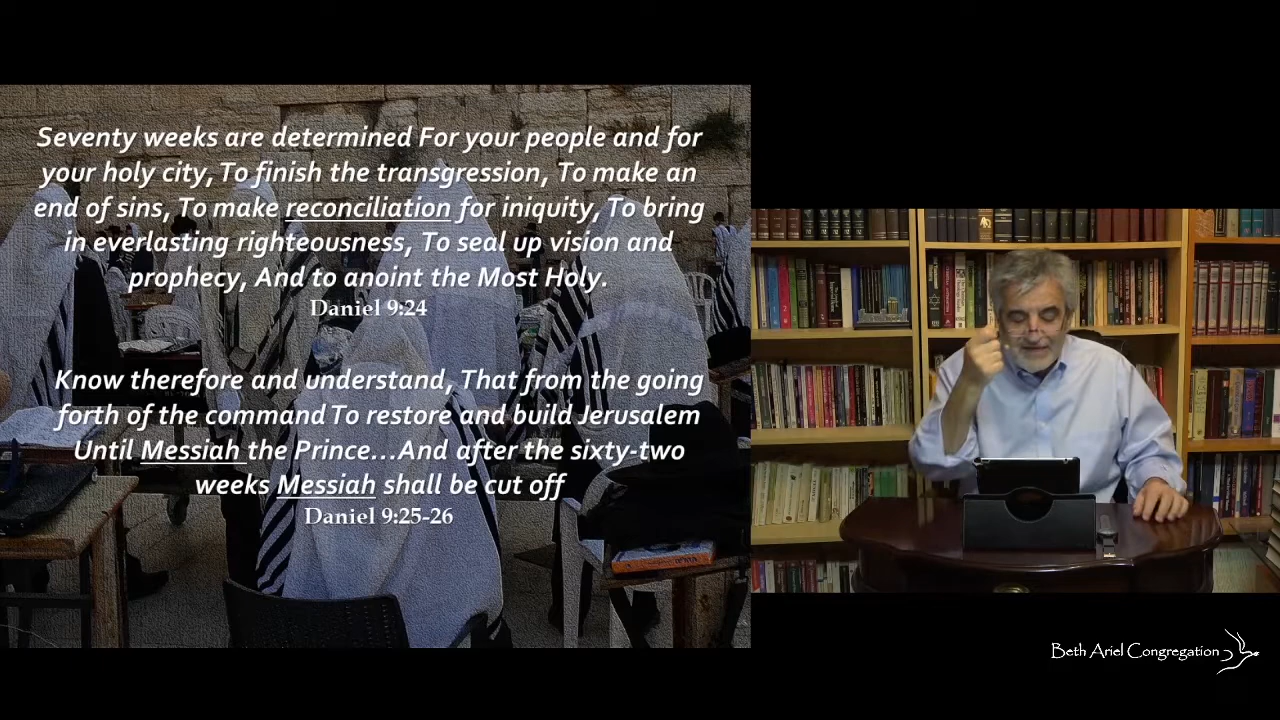 Seventy weeks are determined For your people and for
your holy city, To finish the transgression, To make an
end of sins, To make reconciliation for iniquity, To bring
in everlasting righteousness, To seal up vision and
prophecy, And to anoint the Most Holy.
Daniel 9:24
Know therefore and understand, That from the going
forth of the command To restore and build Jerusalem
Until Messiah the Prince...And after the sixty-two
weeks Messiah shall be cut off
Daniel 9:25-26
Beth Ariel Congregation